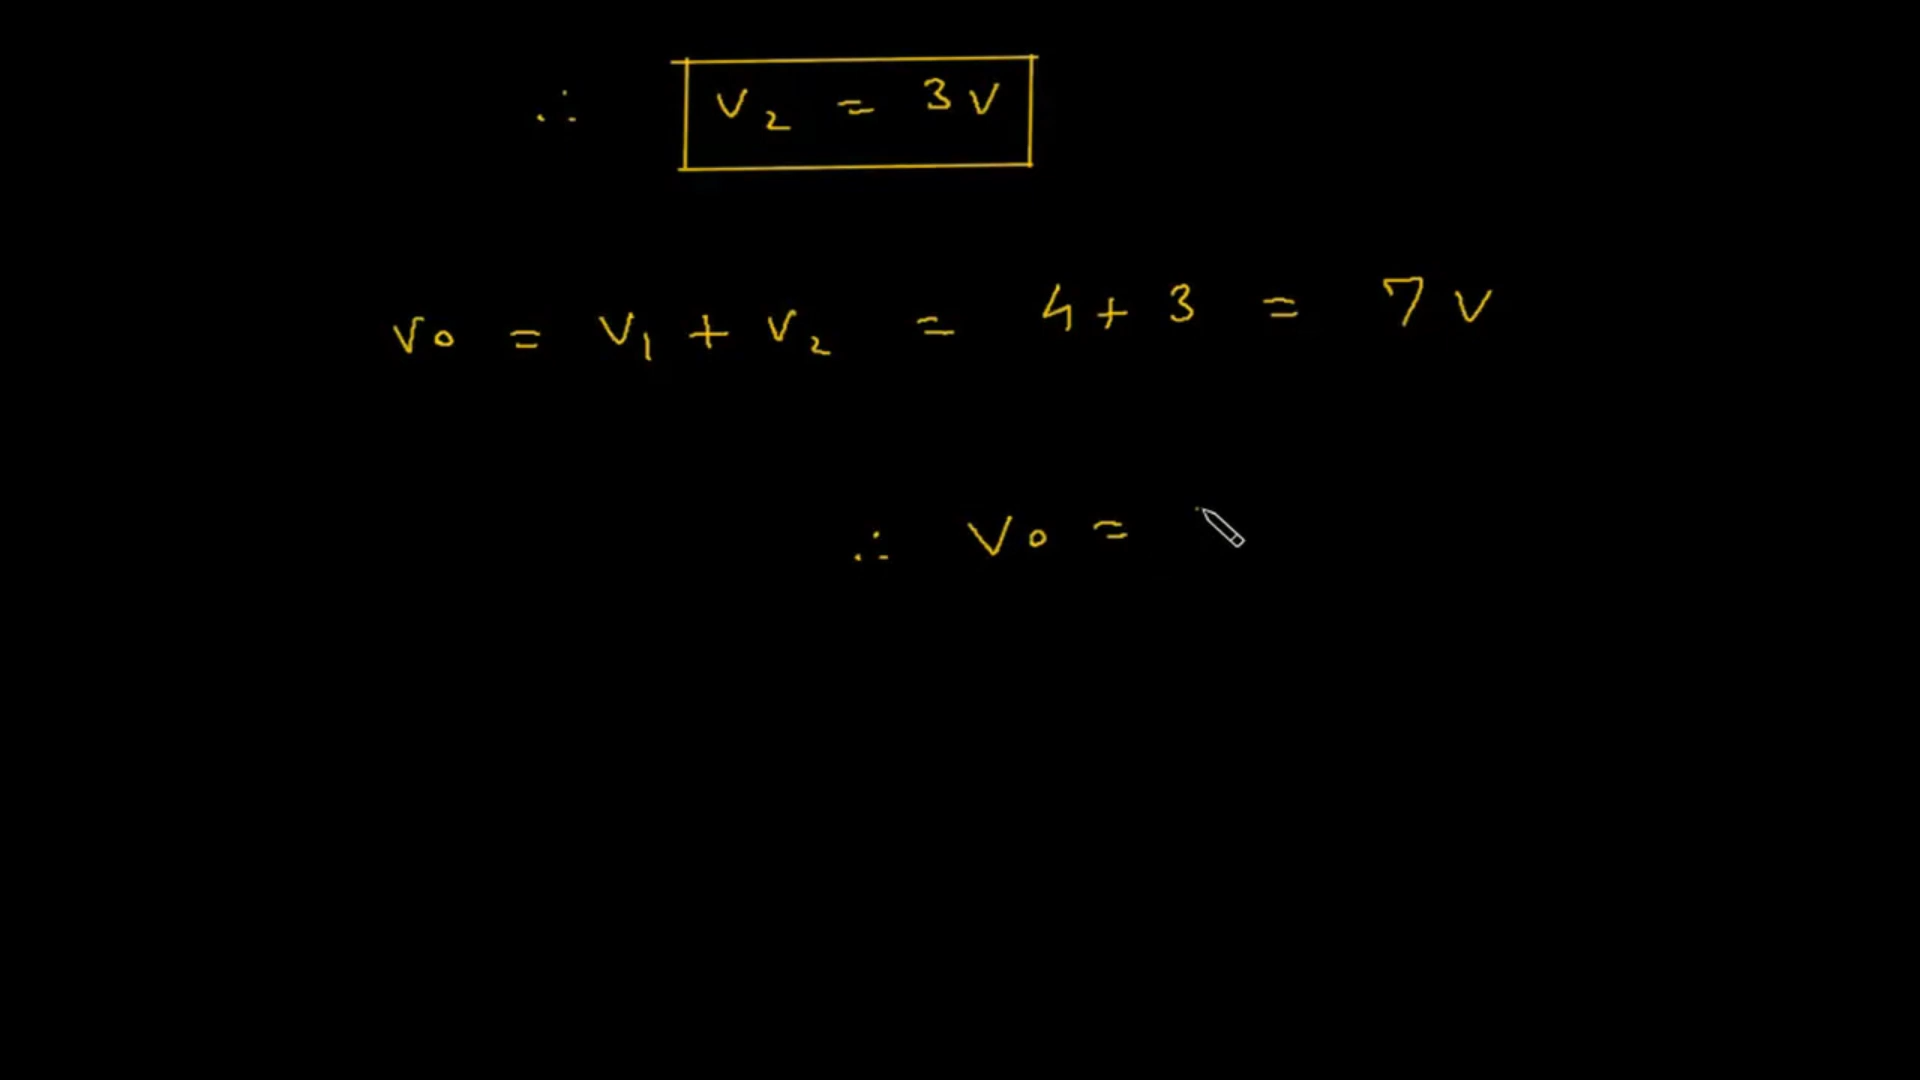 ∴ V₂ = 3V
Vo = V₁ + V₂ = 4 + 3 = 7V
∴ Vo =